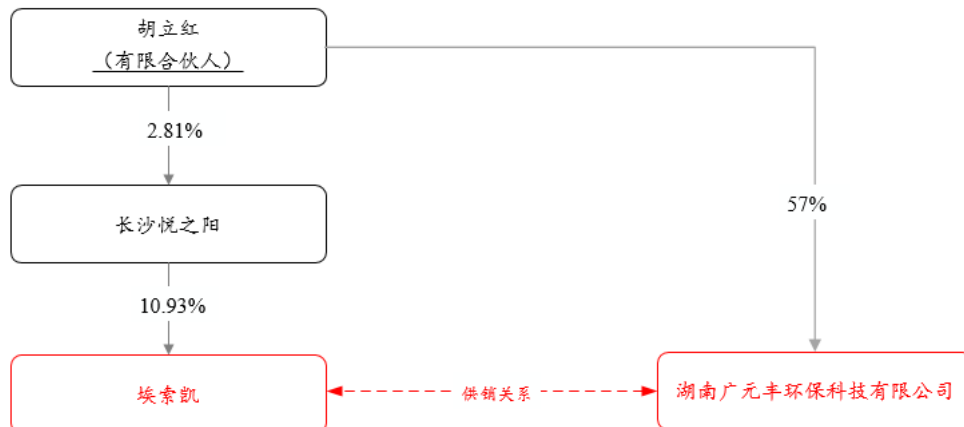 胡立红
（有限合伙人）
2.81%
长沙悦之阳
57%
10.93%
埃索凯
供销关系
湖南广元丰环保科技有限公司